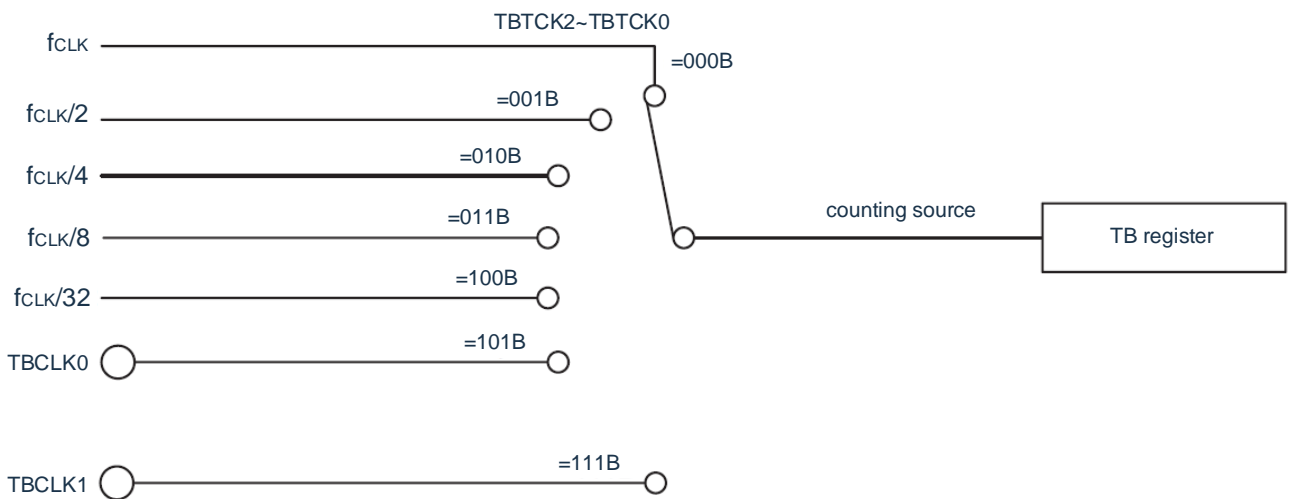 TBTCK2~TBTCK0
fCLK
=000B
fCLK/2
=001B
fCLK/4
=010B
fCLK/8
=011B
counting source
TB register
fCLK/32
=100B
TBCLK0
=101B
TBCLK1
=111B